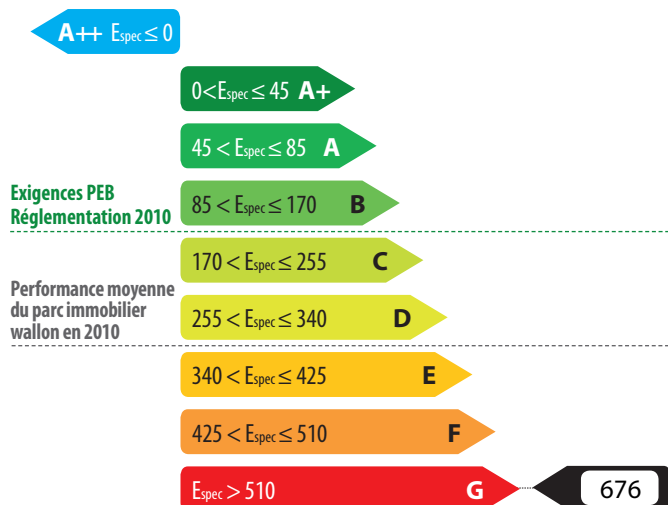 A++ Espec ≤ 0
0<Espec ≤ 45 A+
45 < Espec ≤ 85 A
Exigences PEB
Réglementation 2010
85 < Espec ≤ 170 B
170 < Espec ≤ 255 C
Performance moyenne
du parc immobilier
wallon en 2010
255 < Espec ≤ 340 D
340 < Espec ≤ 425 E
425 < Espec ≤ 510 F
Espec > 510 G 676